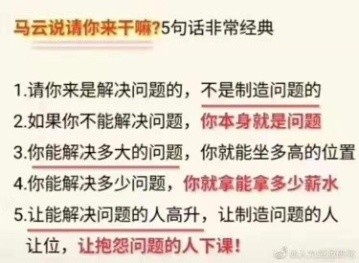 马云说请你来干嘛?5句话非常经典
1.请你来是解决问题的，不是制造问题的
2.如果你不能解决问题，你本身就是问题
3.你能解决多大的问题，你就能坐多高的位置
4.你能解决多少问题，你就拿能拿多少薪水
5.让能解决问题的人高升，让制造问题的人
让位，让抱怨问题的人下课！